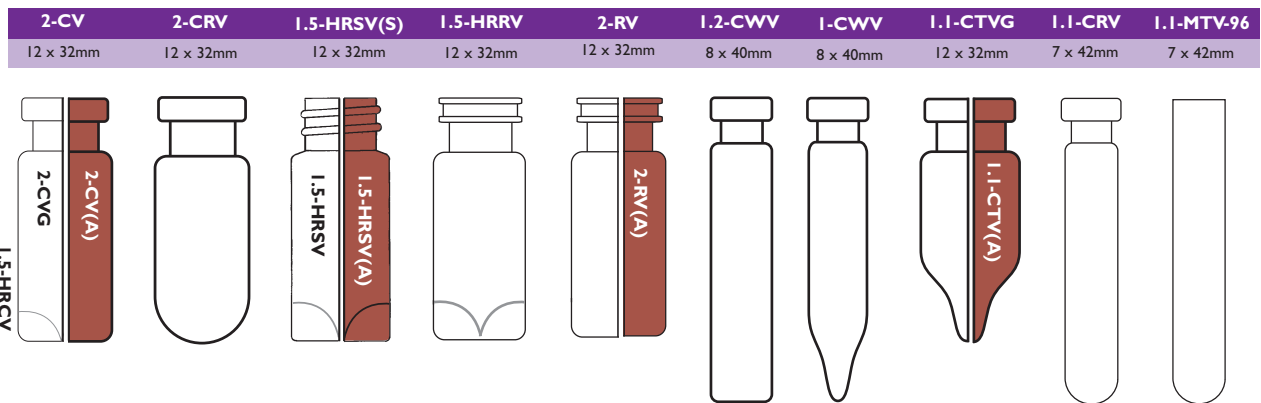 2-CV 2-CRV 1.5-HRSV(S) 1.5-HRRV 2-RV 1.2-CWV 1-CWV 1.1-CTVG 1.1-CRV 1.1-MTV-96
12 x 32mm 12 x 32mm 12 x 32mm 12 x 32mm 12 x 32mm 8 x 40mm 8 x 40mm 12 x 32mm 7 x 42mm 7 x 42mm
1.5-HRCV
2-CVG
2-CV(A)
1.5-HRSV
1.5-HRSV(A)
2-RV(A)
1.1-CTV(A)